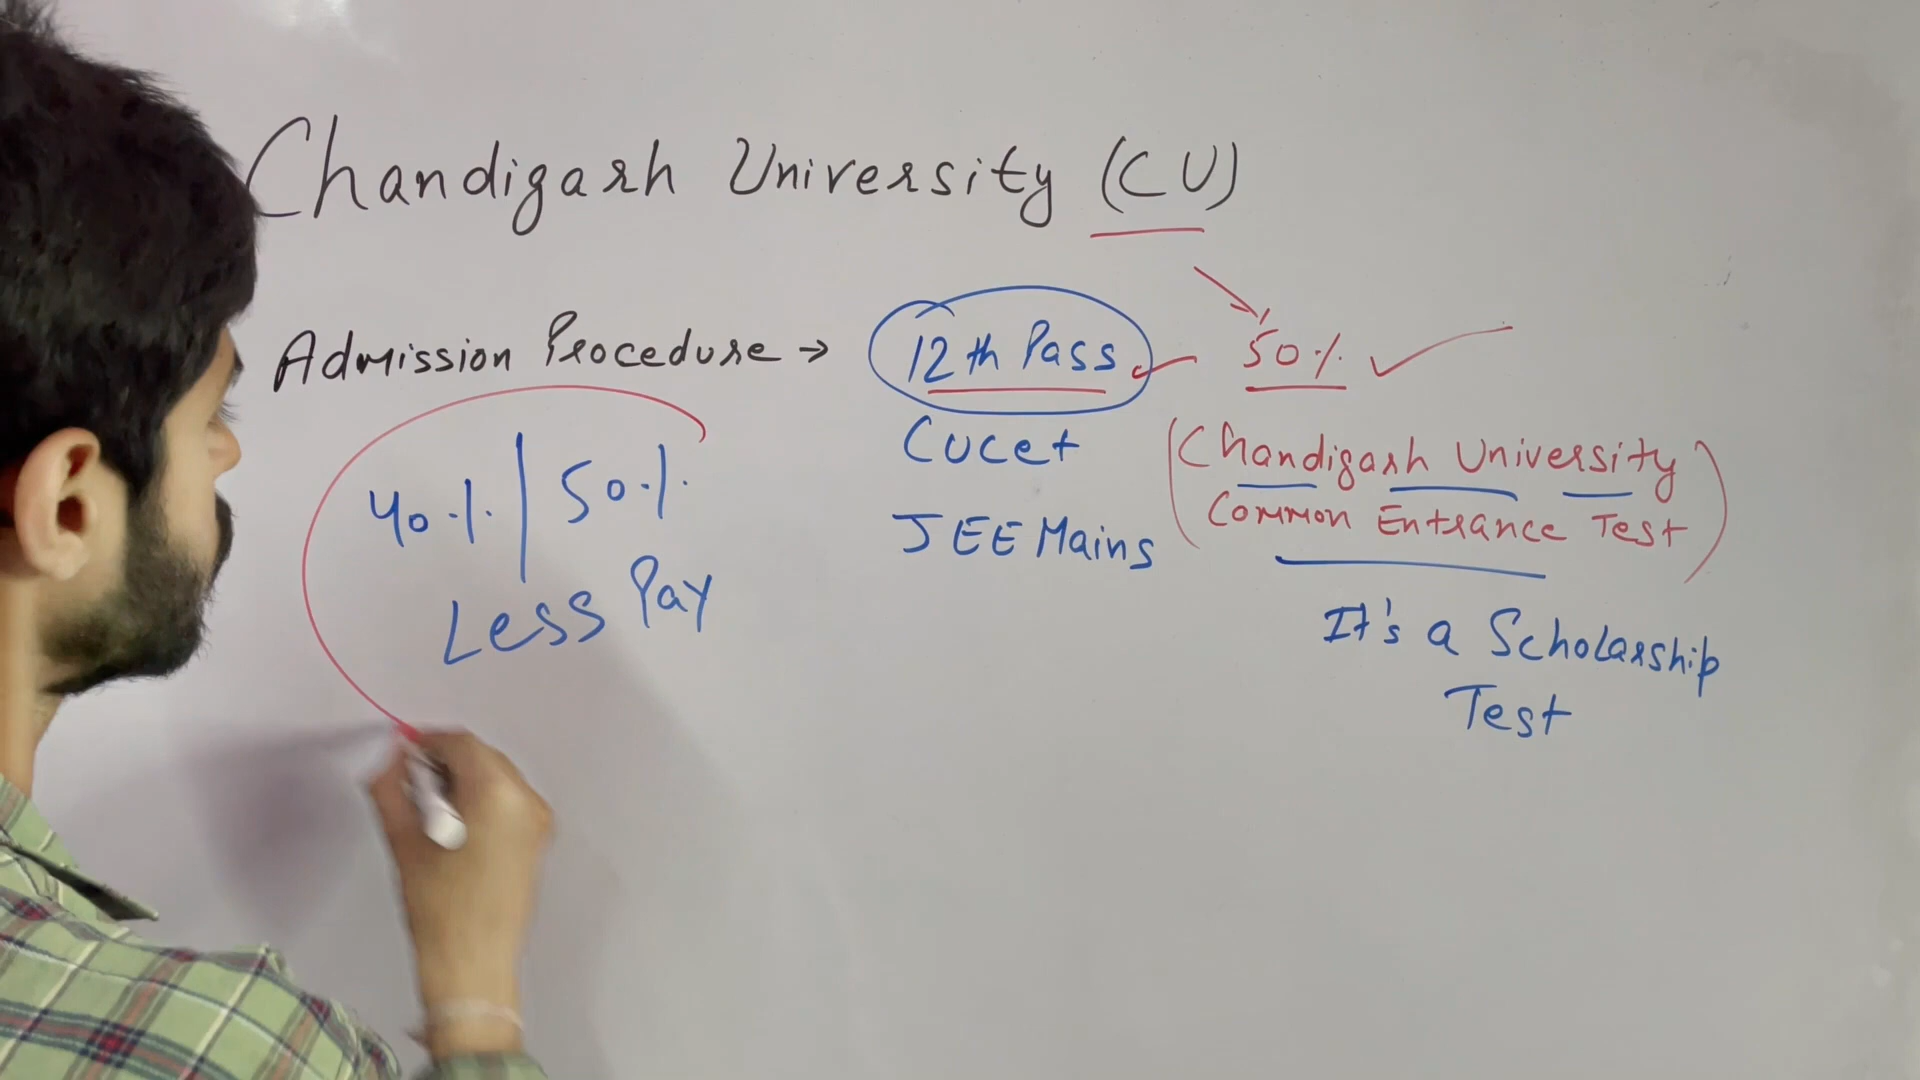 Chandigarh University (CU)
Admission Procedure → 12th Pass 50%
Cucet (Chandigarh University
Common Entrance Test)
JEE Mains
40% | 50%
Less Pay
It's a Scholarship
Test